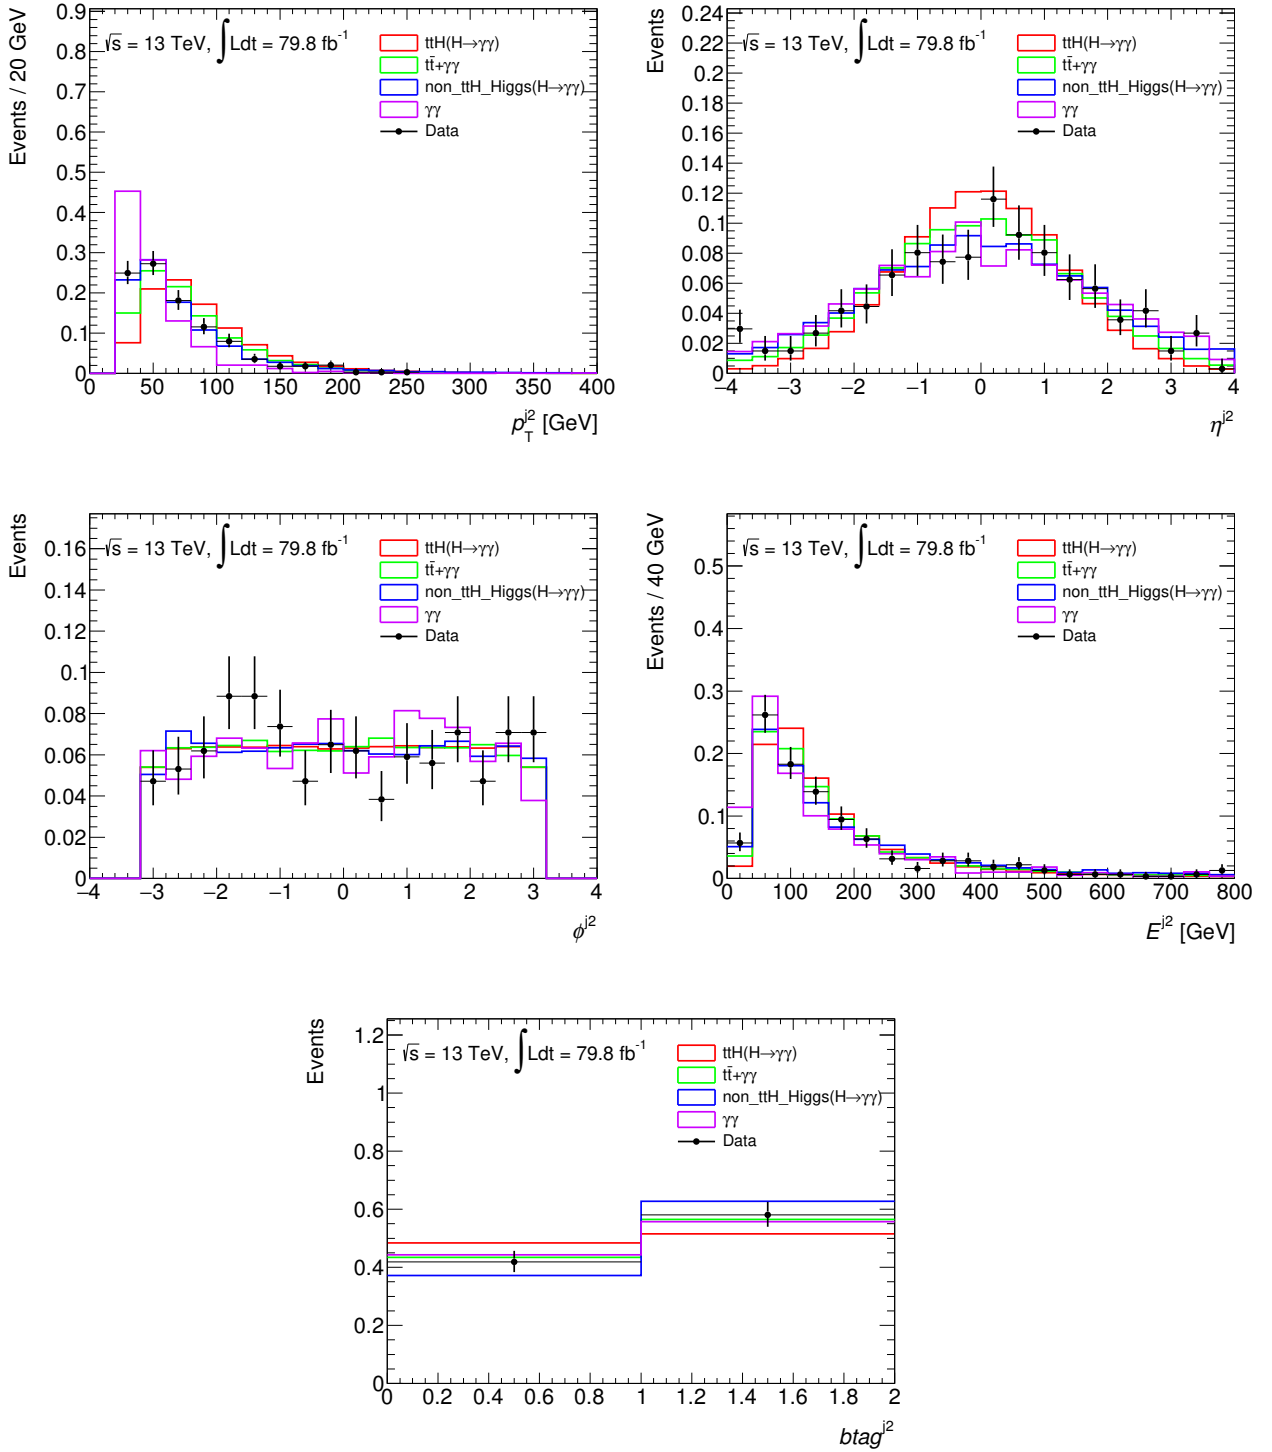 Events / 20 GeV
√s = 13 TeV, ∫Ldt = 79.8 fb⁻¹
ttH(H→γγ)
tt̄+γγ
non_ttH_Higgs(H→γγ)
γγ
Data
0.9
0.8
0.7
0.6
0.5
0.4
0.3
0.2
0.1
0
0 50 100 150 200 250 300 350 400
p_T^j2 [GeV]
Events
√s = 13 TeV, ∫Ldt = 79.8 fb⁻¹
ttH(H→γγ)
tt̄+γγ
non_ttH_Higgs(H→γγ)
γγ
Data
0.24
0.22
0.2
0.18
0.16
0.14
0.12
0.1
0.08
0.06
0.04
0.02
0
−4 −3 −2 −1 0 1 2 3 4
η^j2
Events
√s = 13 TeV, ∫Ldt = 79.8 fb⁻¹
ttH(H→γγ)
tt̄+γγ
non_ttH_Higgs(H→γγ)
γγ
Data
0.16
0.14
0.12
0.1
0.08
0.06
0.04
0.02
0
−4 −3 −2 −1 0 1 2 3 4
ϕ^j2
Events / 40 GeV
√s = 13 TeV, ∫Ldt = 79.8 fb⁻¹
ttH(H→γγ)
tt̄+γγ
non_ttH_Higgs(H→γγ)
γγ
Data
0.5
0.4
0.3
0.2
0.1
0
0 100 200 300 400 500 600 700 800
E^j2 [GeV]
Events
√s = 13 TeV, ∫Ldt = 79.8 fb⁻¹
ttH(H→γγ)
tt̄+γγ
non_ttH_Higgs(H→γγ)
γγ
Data
1.2
1
0.8
0.6
0.4
0.2
0
0 0.2 0.4 0.6 0.8 1 1.2 1.4 1.6 1.8 2
btag^j2